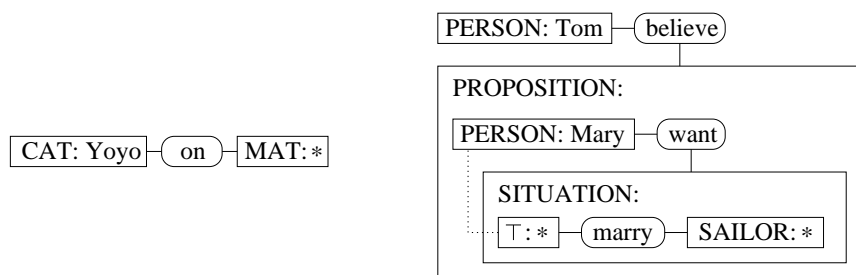 PERSON: Tom believe
PROPOSITION:
PERSON: Mary want
CAT: Yoyo on MAT: *
SITUATION:
⊤: * marry SAILOR: *